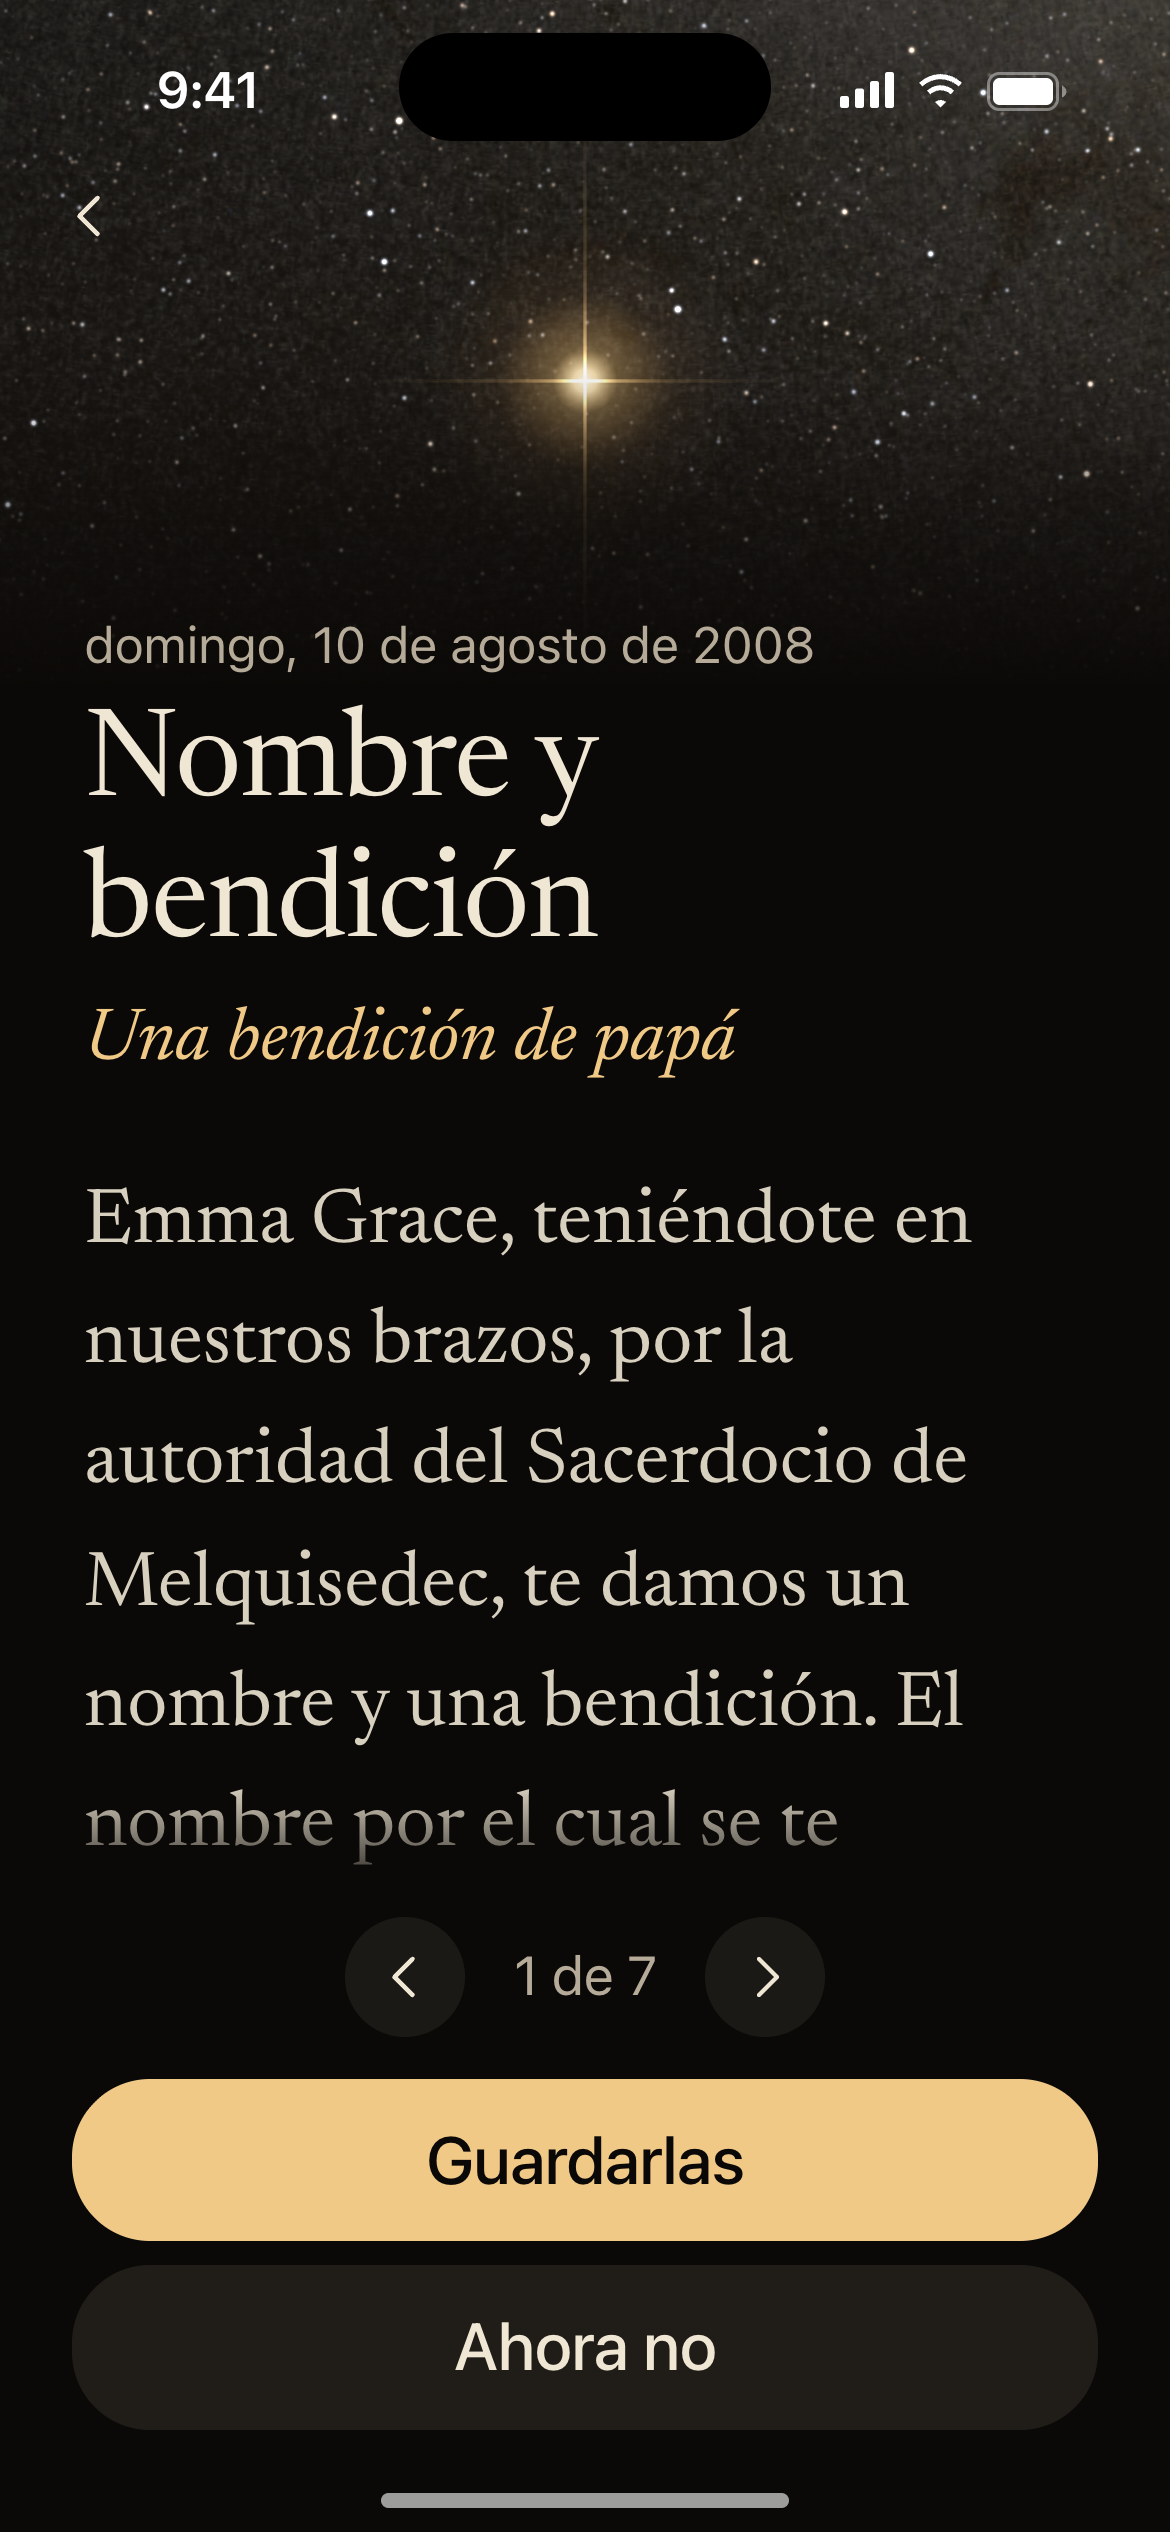 9:41
domingo, 10 de agosto de 2008
Nombre y
bendición
Una bendición de papá
Emma Grace, teniéndote en
nuestros brazos, por la
autoridad del Sacerdocio de
Melquisedec, te damos un
nombre y una bendición. El
nombre por el cual se te
1 de 7
Guardarlas
Ahora no